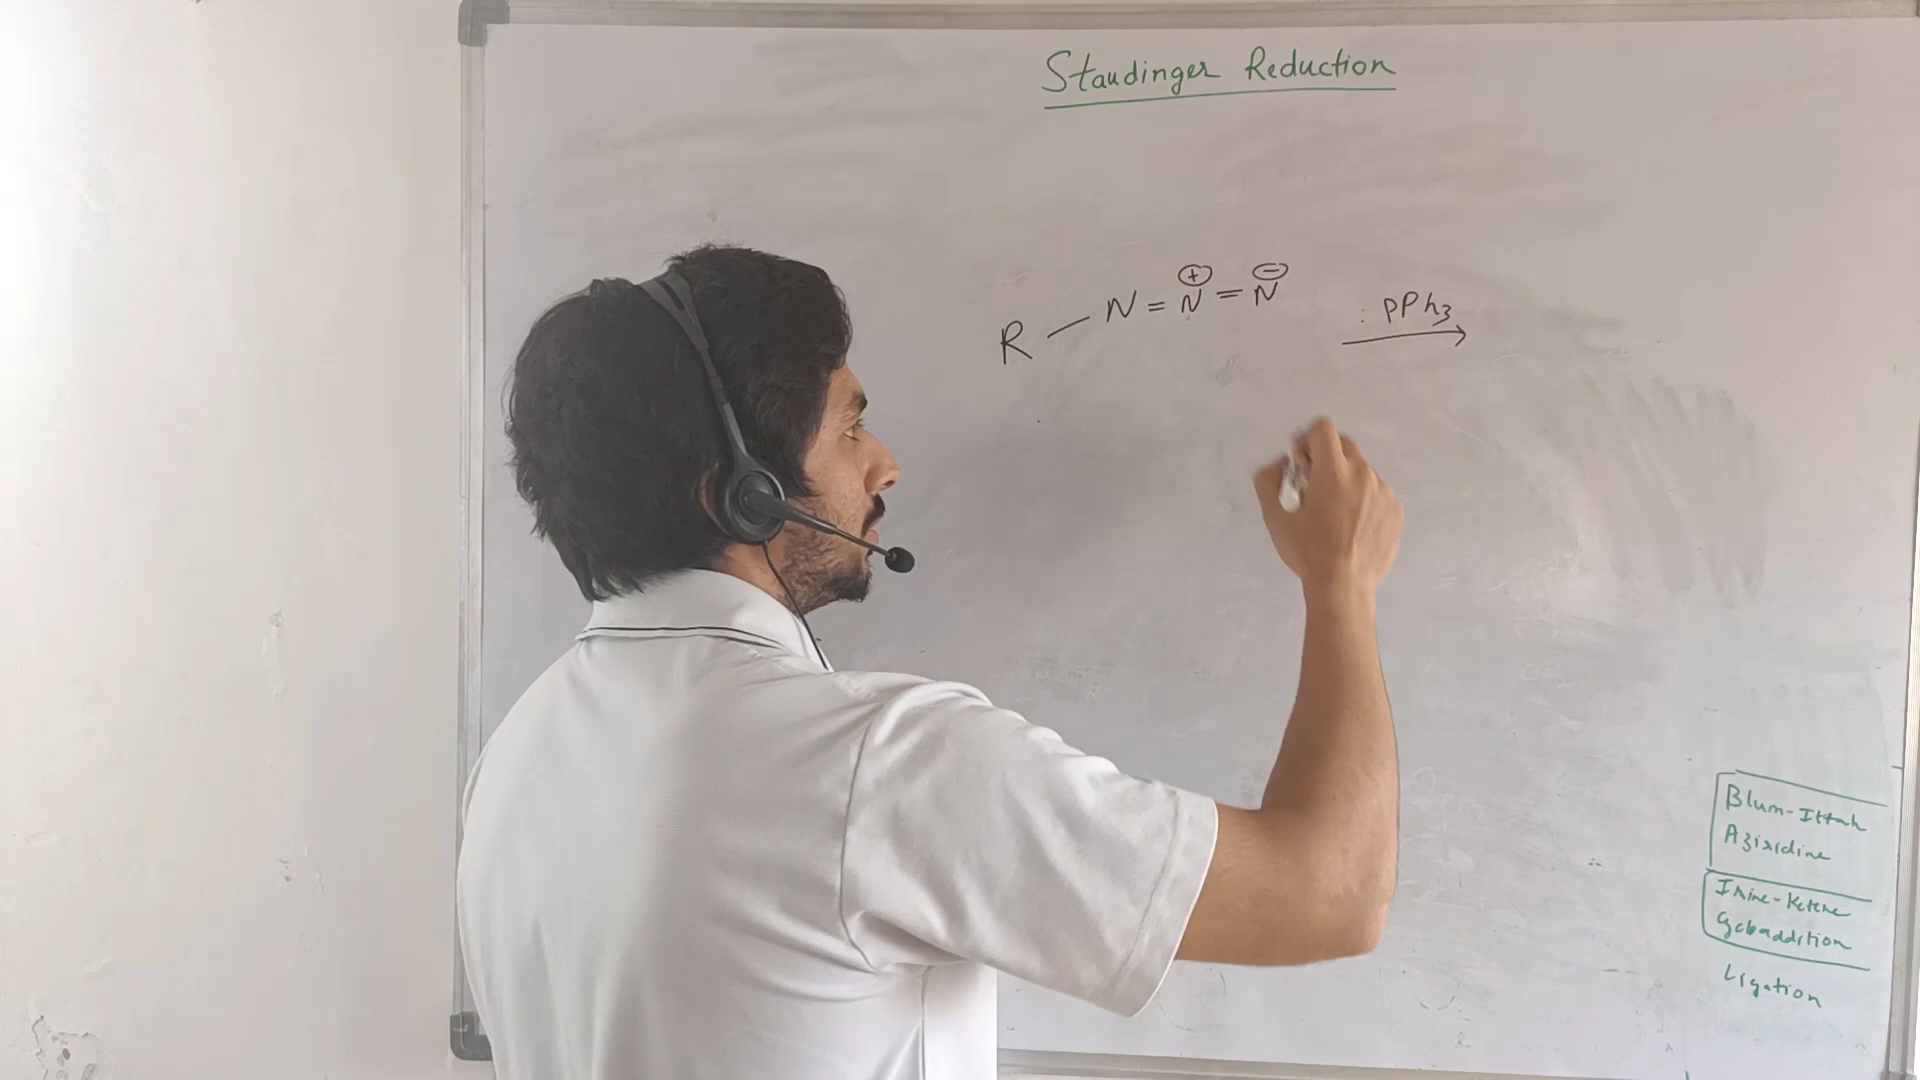 Staudinger Reduction
R — N = N⊕ = N⊖
: PPh3
Blum-Ittah
Aziridine
Imine-Ketene
Cycloaddition
Ligation